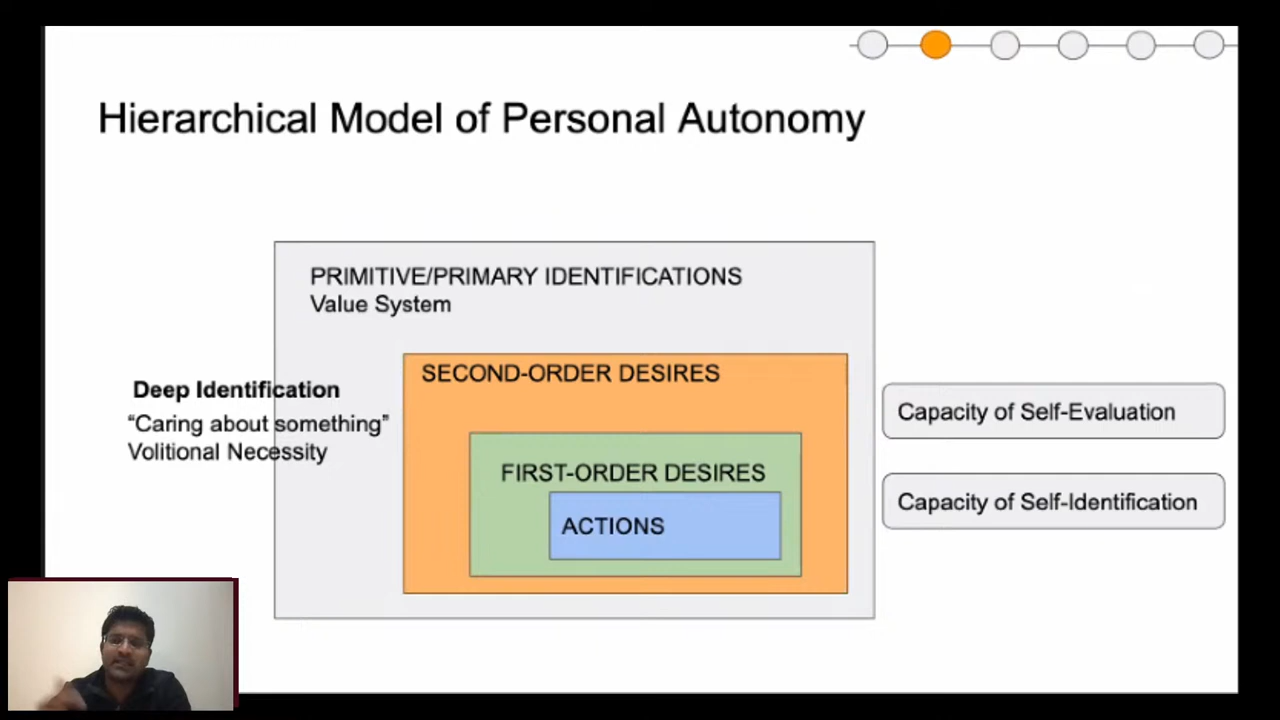 Hierarchical Model of Personal Autonomy
PRIMITIVE/PRIMARY IDENTIFICATIONS
Value System
SECOND-ORDER DESIRES
Deep Identification
“Caring about something”
Volitional Necessity
FIRST-ORDER DESIRES
ACTIONS
Capacity of Self-Evaluation
Capacity of Self-Identification